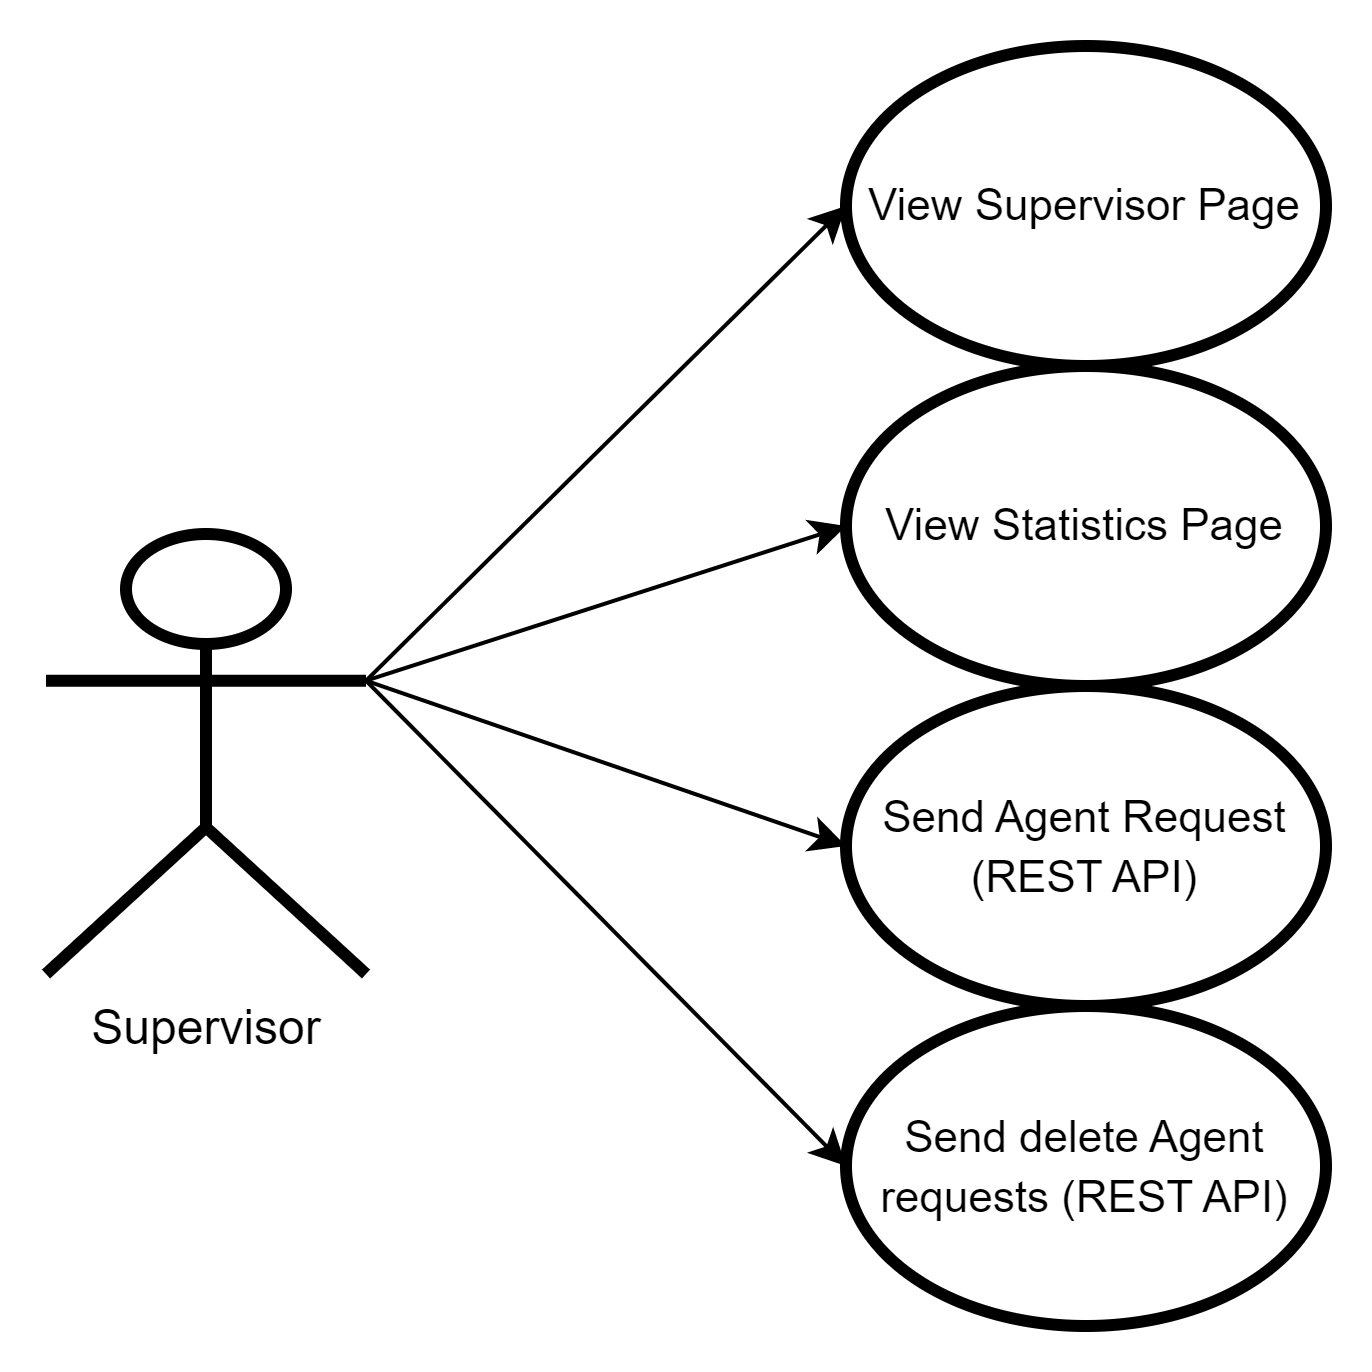 View Supervisor Page
View Statistics Page
Send Agent Request
(REST API)
Supervisor
Send delete Agent
requests (REST API)